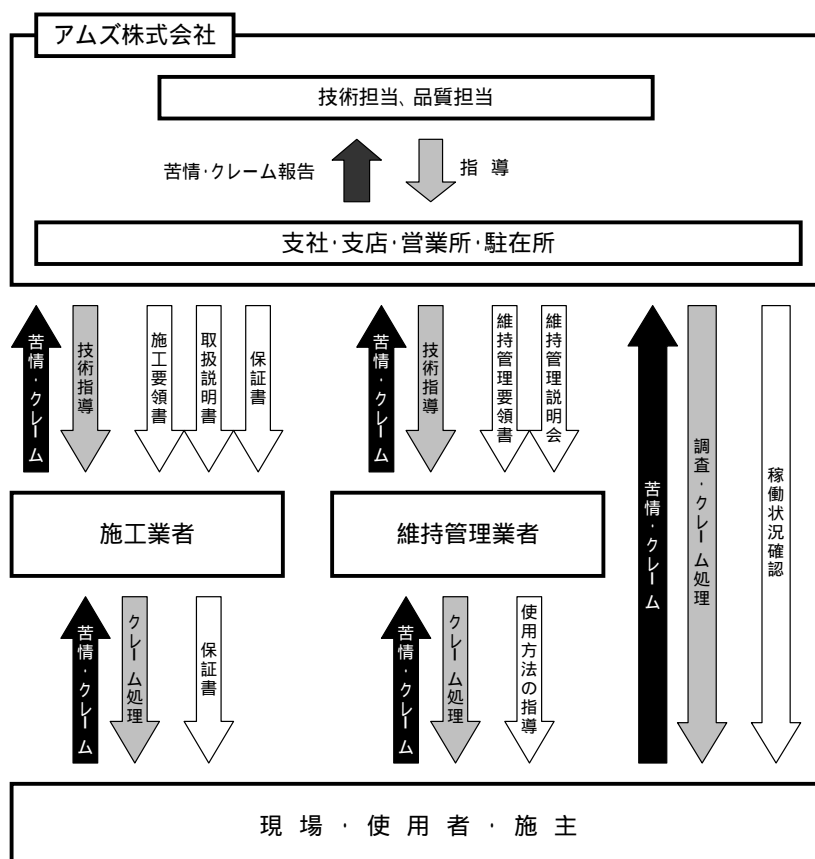 アムズ株式会社
技術担当、品質担当
苦情・クレーム報告
指 導
支社・支店・営業所・駐在所
苦情・クレーム
技術指導
施工要領書
取扱説明書
保証書
苦情・クレーム
技術指導
維持管理要領書
維持管理説明会
苦情・クレーム
調査・クレーム処理
稼働状況確認
施工業者
維持管理業者
苦情・クレーム
クレーム処理
保証書
苦情・クレーム
クレーム処理
使用方法の指導
現 場 ・ 使 用 者 ・ 施 主